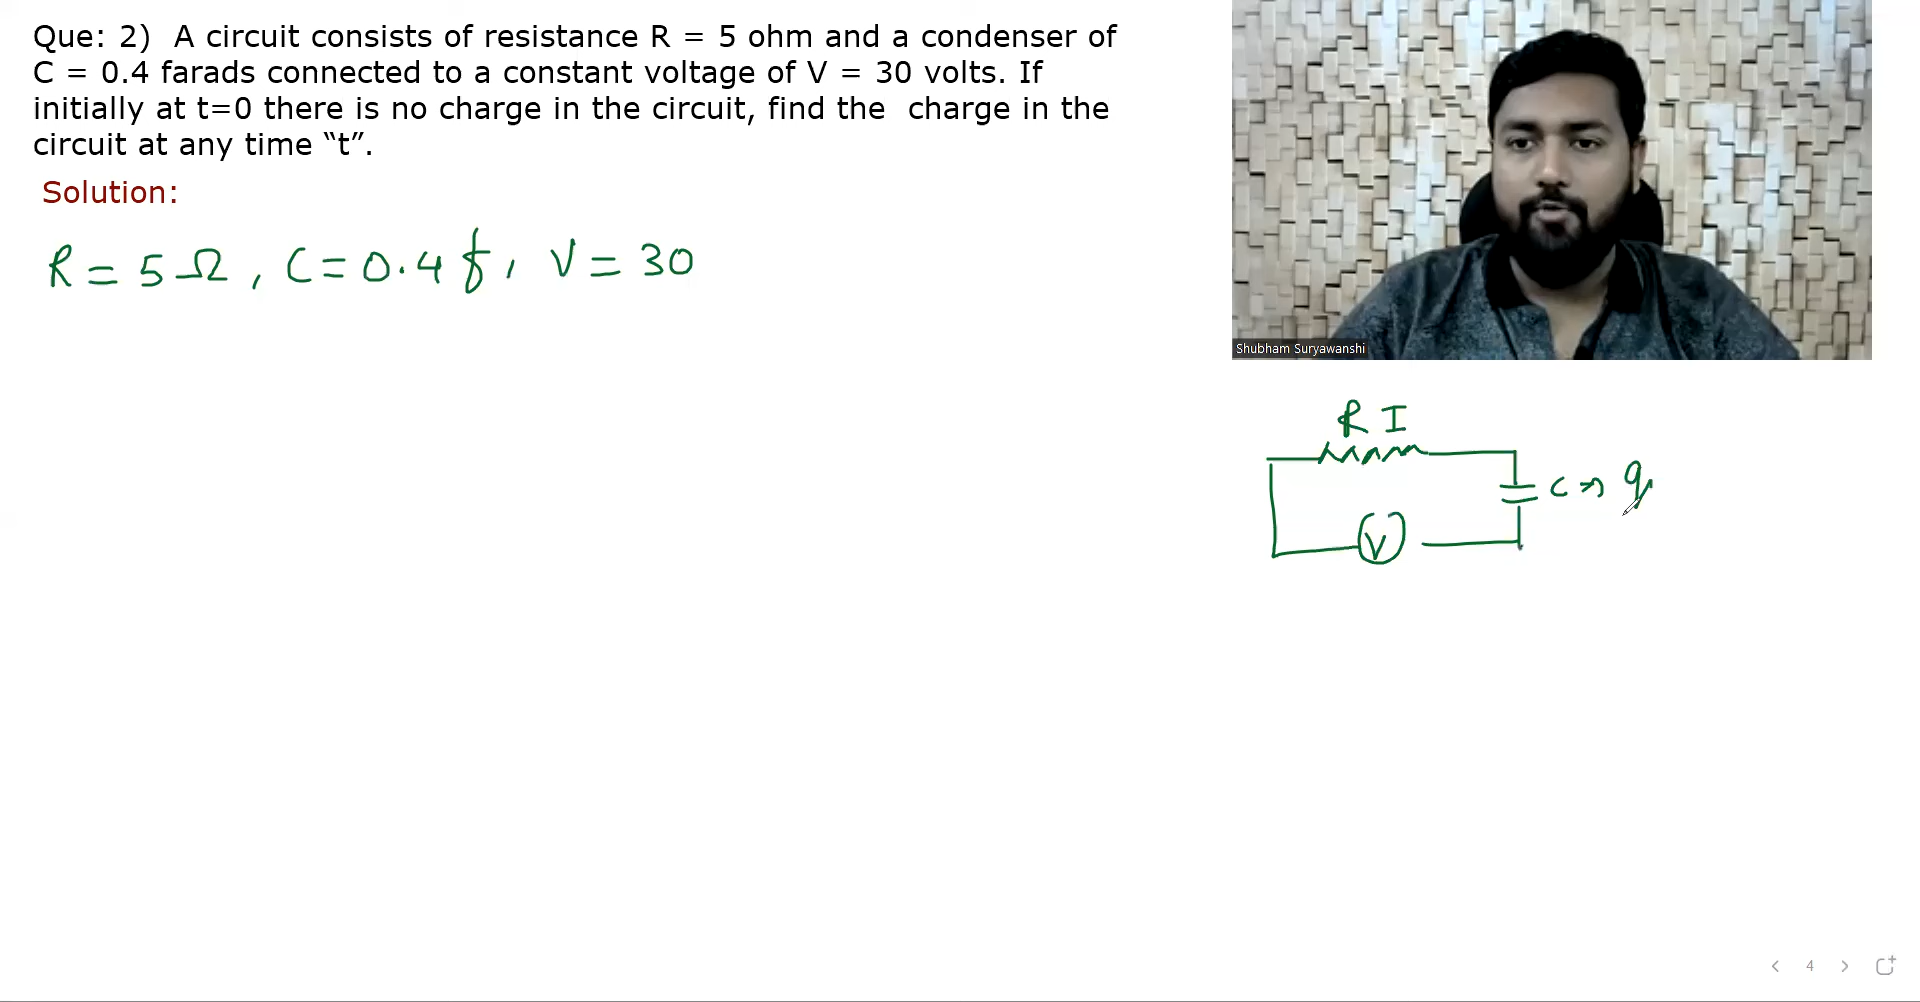 Que: 2)  A circuit consists of resistance R = 5 ohm and a condenser of
C = 0.4 farads connected to a constant voltage of V = 30 volts. If
initially at t=0 there is no charge in the circuit, find the  charge in the
circuit at any time “t”.
Solution:
R = 5 Ω , C = 0.4 f , V = 30
Shubham Suryawanshi
R I
C → q
V
4